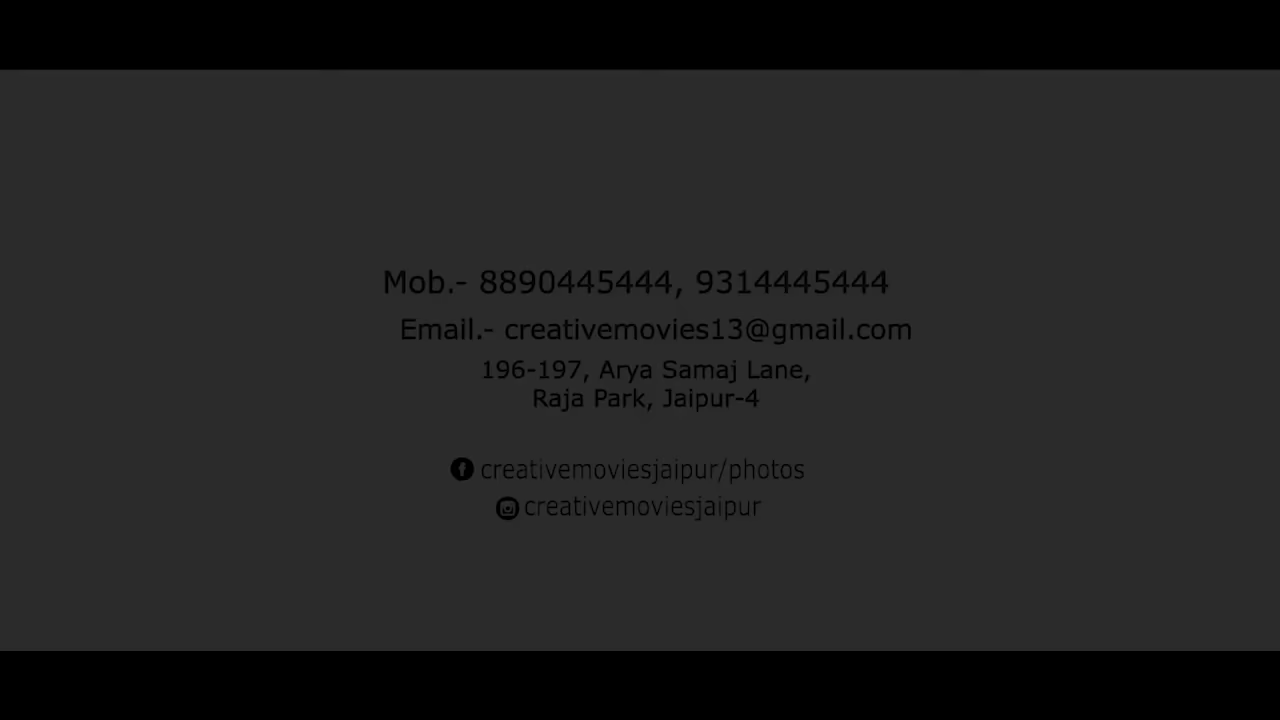 Mob.- 8890445444, 9314445444
Email.- creativemovies13@gmail.com
196-197, Arya Samaj Lane,
Raja Park, Jaipur-4
creativemoviesjaipur/photos
creativemoviesjaipur